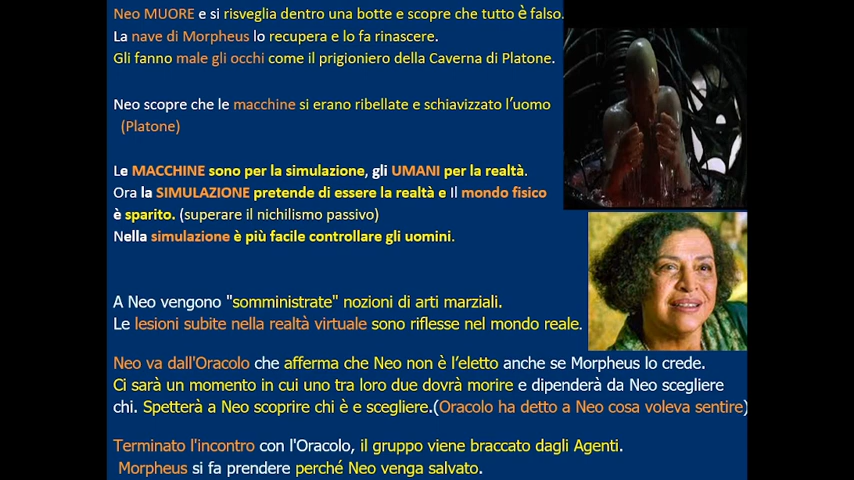 Neo MUORE e si risveglia dentro una botte e scopre che tutto è falso.
La nave di Morpheus lo recupera e lo fa rinascere.
Gli fanno male gli occhi come il prigioniero della Caverna di Platone.
Neo scopre che le macchine si erano ribellate e schiavizzato l'uomo
(Platone)
Le MACCHINE sono per la simulazione, gli UMANI per la realtà.
Ora la SIMULAZIONE pretende di essere la realtà e Il mondo fisico
è sparito. (superare il nichilismo passivo)
Nella simulazione è più facile controllare gli uomini.
A Neo vengono "somministrate" nozioni di arti marziali.
Le lesioni subite nella realtà virtuale sono riflesse nel mondo reale.
Neo va dall'Oracolo che afferma che Neo non è l'eletto anche se Morpheus lo crede.
Ci sarà un momento in cui uno tra loro due dovrà morire e dipenderà da Neo scegliere
chi. Spetterà a Neo scoprire chi è e scegliere.(Oracolo ha detto a Neo cosa voleva sentire)
Terminato l'incontro con l'Oracolo, il gruppo viene braccato dagli Agenti.
Morpheus si fa prendere perché Neo venga salvato.